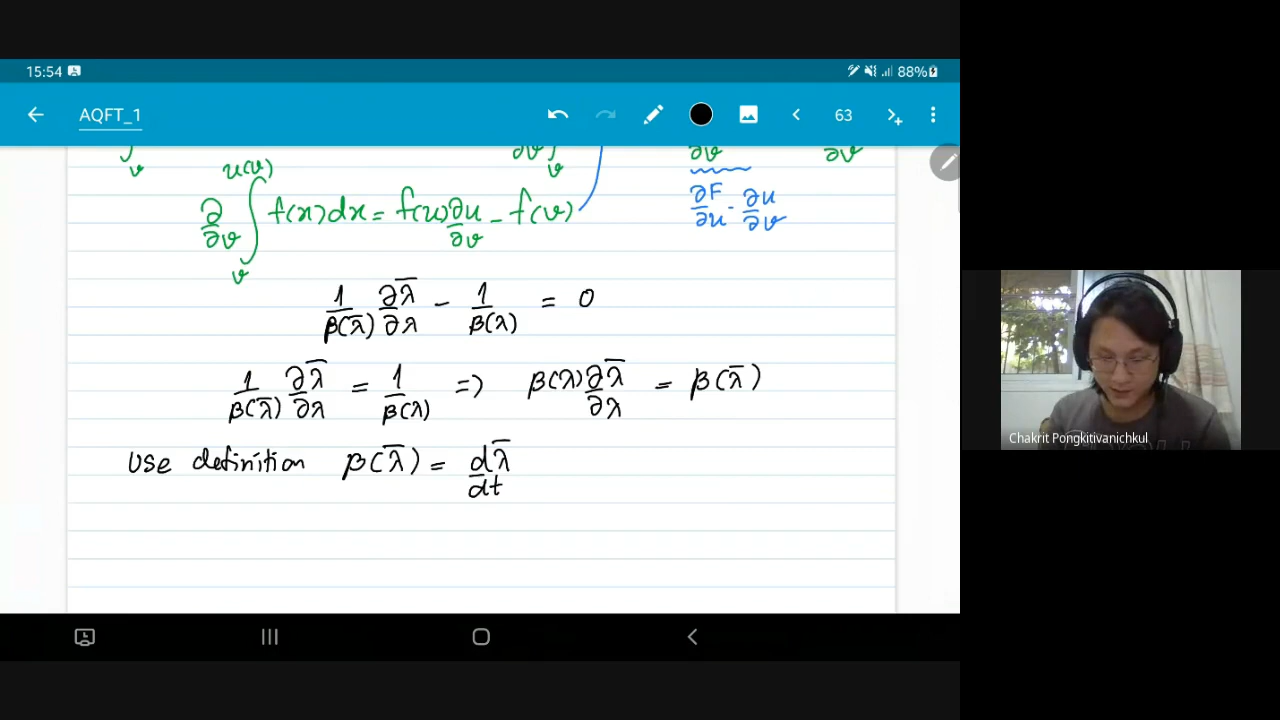 15:54 88%
AQFT_1 63
v ∂v v ∂v ∂v
∂/∂v ∫_v^{u(v)} f(x)dx = f(u)∂u/∂v - f(v) ∂F/∂u · ∂u/∂v
1/β(λ̄) ∂λ̄/∂λ - 1/β(λ) = 0
1/β(λ̄) ∂λ̄/∂λ = 1/β(λ) => β(λ)∂λ̄/∂λ = β(λ̄)
Use definition β(λ̄) = dλ̄/dt
Chakrit Pongkitivanichkul